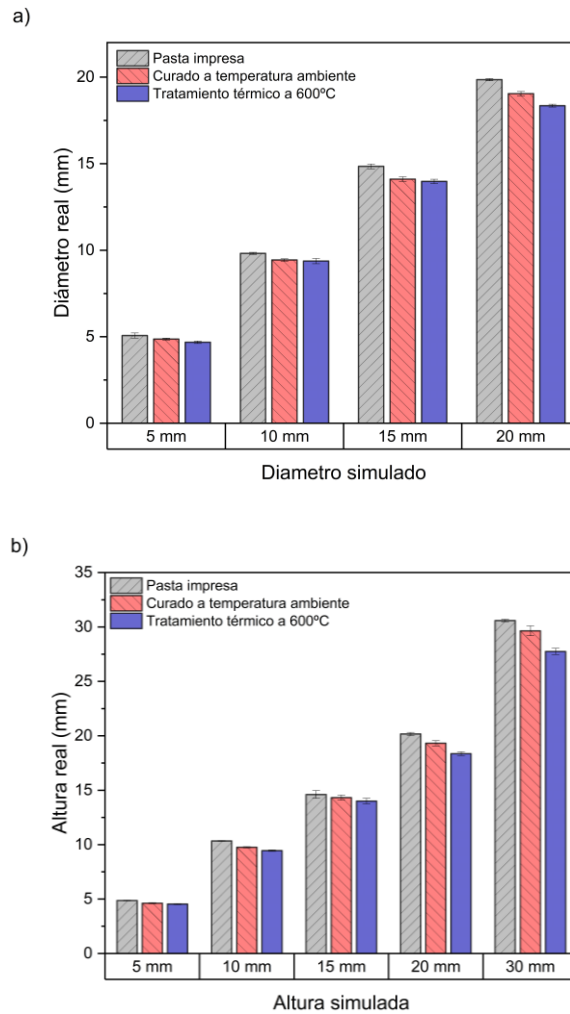 a)
Pasta impresa
Curado a temperatura ambiente
Tratamiento térmico a 600ºC
20
15
10
5
0
Diámetro real (mm)
5 mm 10 mm 15 mm 20 mm
Diametro simulado
b)
35
Pasta impresa
Curado a temperatura ambiente
Tratamiento térmico a 600ºC
30
25
20
15
10
5
0
Altura real (mm)
5 mm 10 mm 15 mm 20 mm 30 mm
Altura simulada